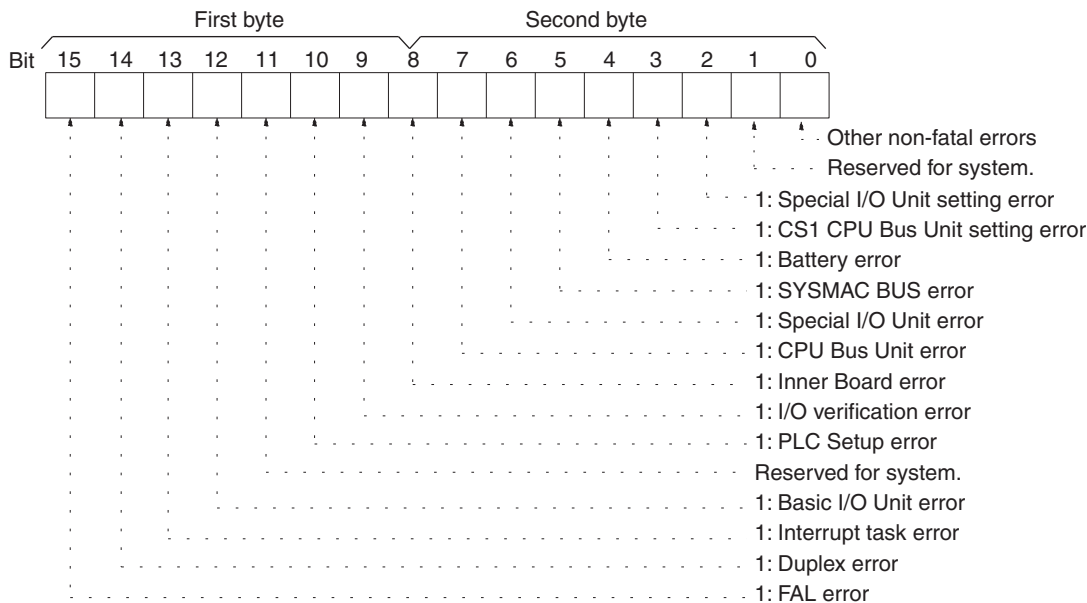 First byte Second byte
Bit 15 14 13 12 11 10 9 8 7 6 5 4 3 2 1 0
Other non-fatal errors
Reserved for system.
1: Special I/O Unit setting error
1: CS1 CPU Bus Unit setting error
1: Battery error
1: SYSMAC BUS error
1: Special I/O Unit error
1: CPU Bus Unit error
1: Inner Board error
1: I/O verification error
1: PLC Setup error
Reserved for system.
1: Basic I/O Unit error
1: Interrupt task error
1: Duplex error
1: FAL error